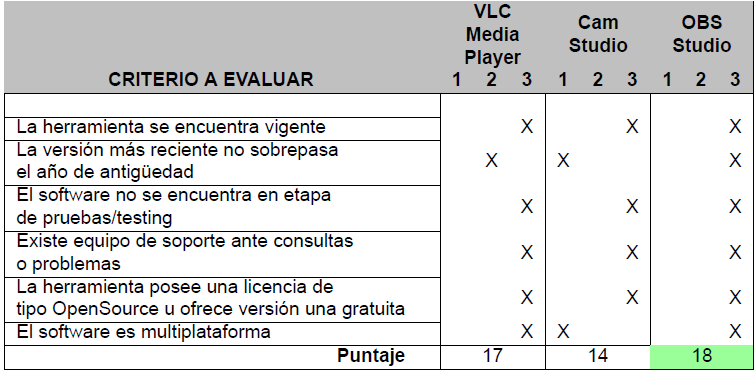 VLC Media Player Cam Studio OBS Studio
CRITERIO A EVALUAR 1 2 3 1 2 3 1 2 3
La herramienta se encuentra vigente X X X
La versión más reciente no sobrepasa
el año de antigüedad X X X
El software no se encuentra en etapa
de pruebas/testing X X X
Existe equipo de soporte ante consultas
o problemas X X X
La herramienta posee una licencia de
tipo OpenSource u ofrece versión una gratuita X X X
El software es multiplataforma X X X
Puntaje 17 14 18